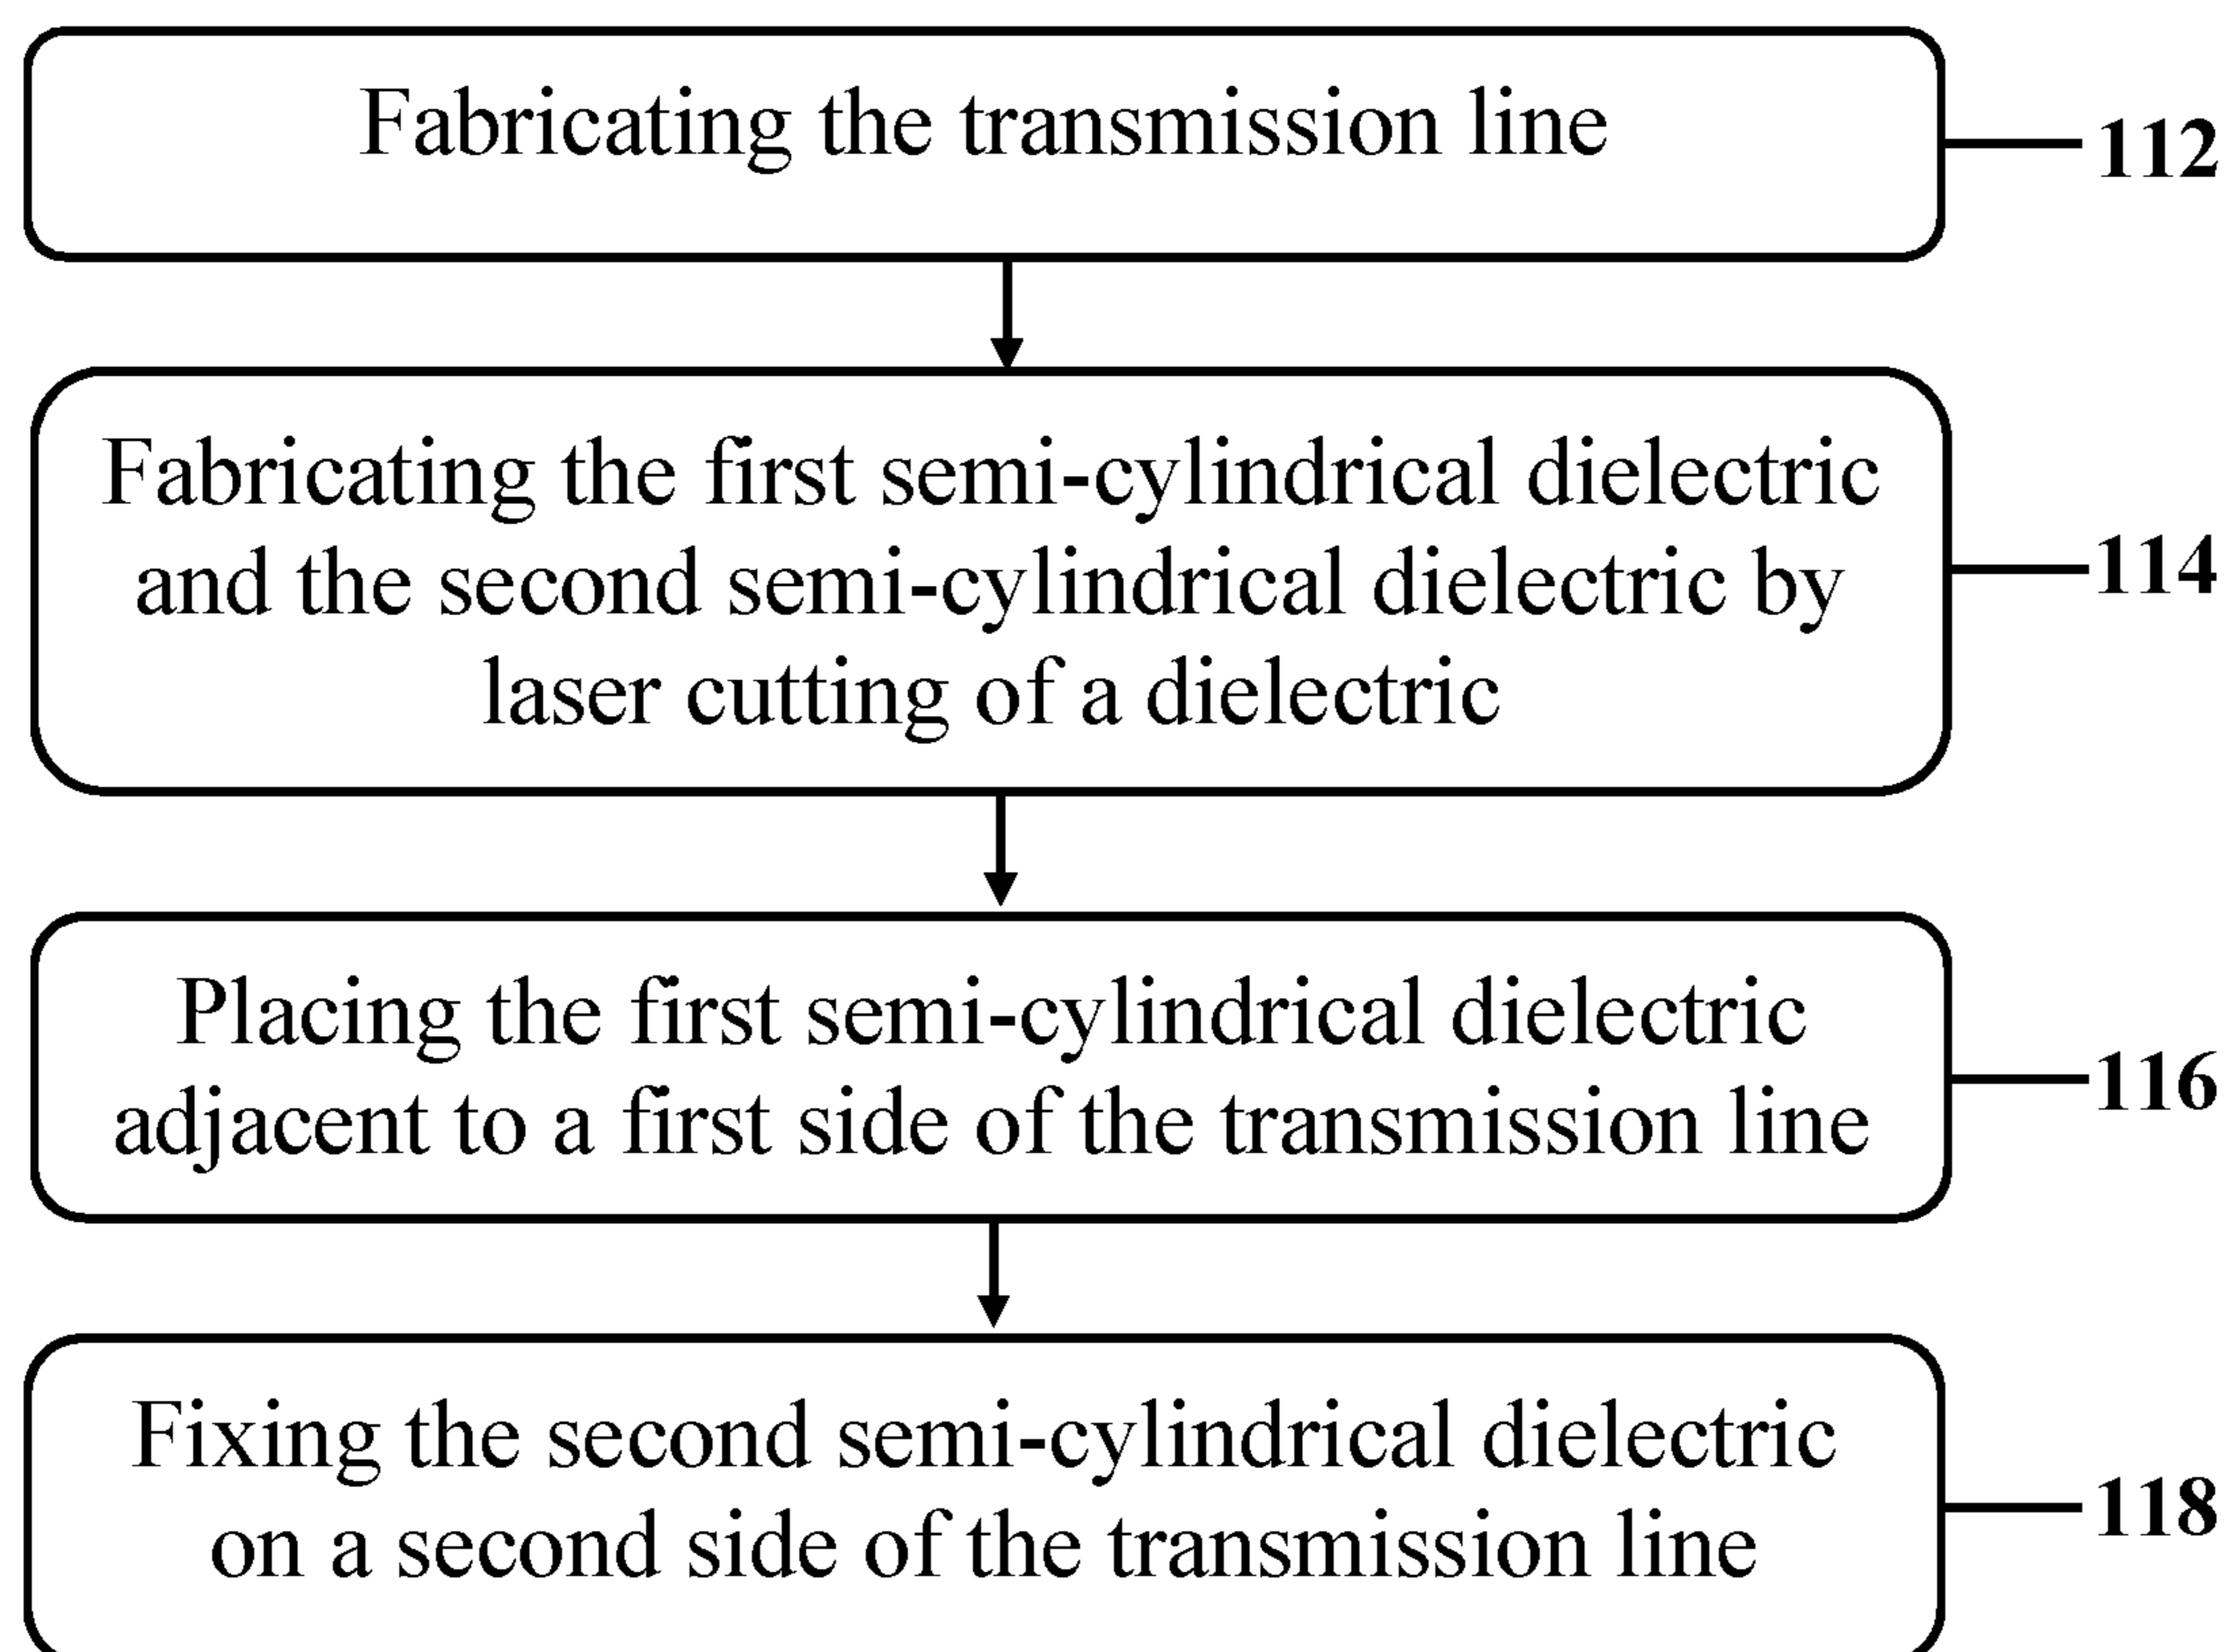 Fabricating the transmission line
112
Fabricating the first semi-cylindrical dielectric
and the second semi-cylindrical dielectric by
laser cutting of a dielectric
114
Placing the first semi-cylindrical dielectric
adjacent to a first side of the transmission line
116
Fixing the second semi-cylindrical dielectric
on a second side of the transmission line
118